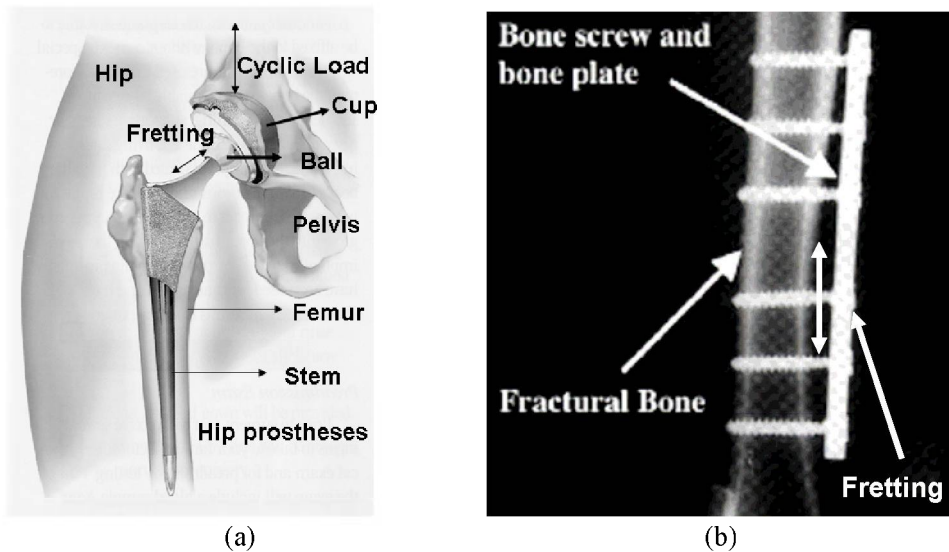 Hip
Cyclic Load
Cup
Fretting
Ball
Pelvis
Femur
Stem
Hip prostheses
(a)
Bone screw and
bone plate
Fractural Bone
Fretting
(b)